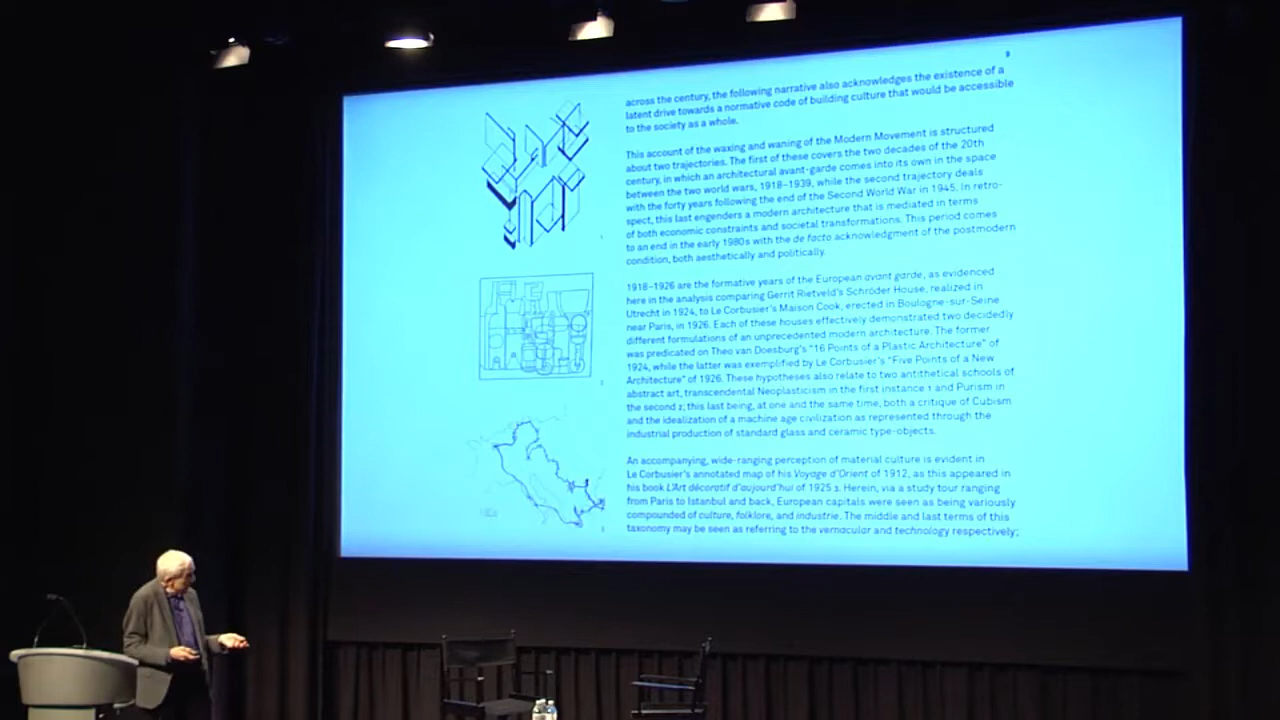 9
across the century, the following narrative also acknowledges the existence of a
latent drive towards a normative code of building culture that would be accessible
to the society as a whole.
This account of the waxing and waning of the Modern Movement is structured
about two trajectories. The first of these covers the two decades of the 20th
century, in which an architectural avant-garde comes into its own in the space
between the two world wars, 1918–1939, while the second trajectory deals
with the forty years following the end of the Second World War in 1945. In retro-
spect, this last engenders a modern architecture that is mediated in terms
of both economic constraints and societal transformations. This period comes
to an end in the early 1980s with the de facto acknowledgment of the postmodern
condition, both aesthetically and politically.
1
1918–1926 are the formative years of the European avant garde, as evidenced
here in the analysis comparing Gerrit Rietveld's Schröder House, realized in
Utrecht in 1924, to Le Corbusier's Maison Cook, erected in Boulogne-sur-Seine
near Paris, in 1926. Each of these houses effectively demonstrated two decidedly
different formulations of an unprecedented modern architecture. The former
was predicated on Theo van Doesburg's "16 Points of a Plastic Architecture" of
1924, while the latter was exemplified by Le Corbusier's "Five Points of a New
Architecture" of 1926. These hypotheses also relate to two antithetical schools of
abstract art, transcendental Neoplasticism in the first instance 1 and Purism in
the second 2; this last being, at one and the same time, both a critique of Cubism
and the idealization of a machine age civilization as represented through the
industrial production of standard glass and ceramic type-objects.
2
An accompanying, wide-ranging perception of material culture is evident in
Le Corbusier's annotated map of his Voyage d'Orient of 1912, as this appeared in
his book L'Art décoratif d'aujourd'hui of 1925 3. Herein, via a study tour ranging
from Paris to Istanbul and back, European capitals were seen as being variously
compounded of culture, folklore, and industrie. The middle and last terms of this
taxonomy may be seen as referring to the vernacular and technology respectively;
3